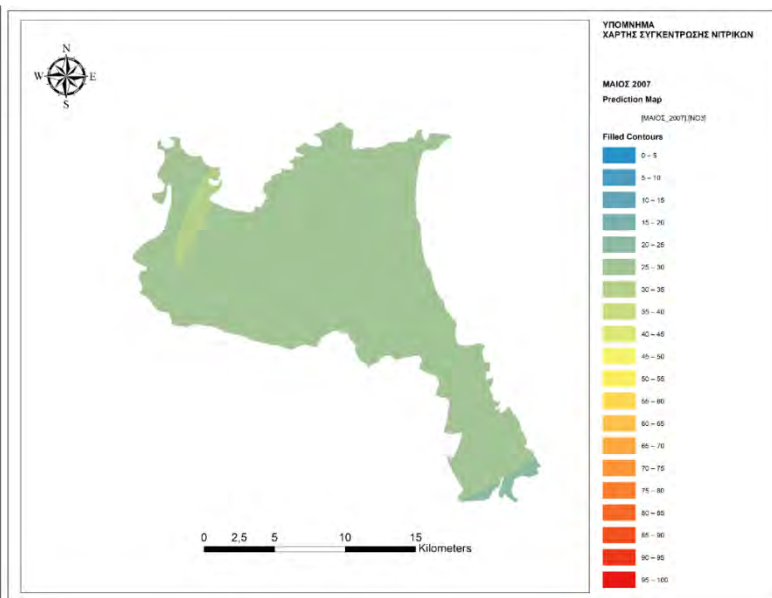 ΥΠΟΜΝΗΜΑ
ΧΑΡΤΗΣ ΣΥΓΚΕΝΤΡΩΣΗΣ ΝΙΤΡΙΚΩΝ
ΜΑΙΟΣ 2007
Prediction Map
[ΜΑΙΟΣ_2007].[NO3]
Filled Contours
0 – 5
5 – 10
10 – 15
15 – 20
20 – 25
25 – 30
30 – 35
35 – 40
40 – 45
45 – 50
50 – 55
55 – 60
60 – 65
65 – 70
70 – 75
75 – 80
80 – 85
85 – 90
90 – 95
95 – 100
N
W E
S
0 2,5 5 10 15
Kilometers